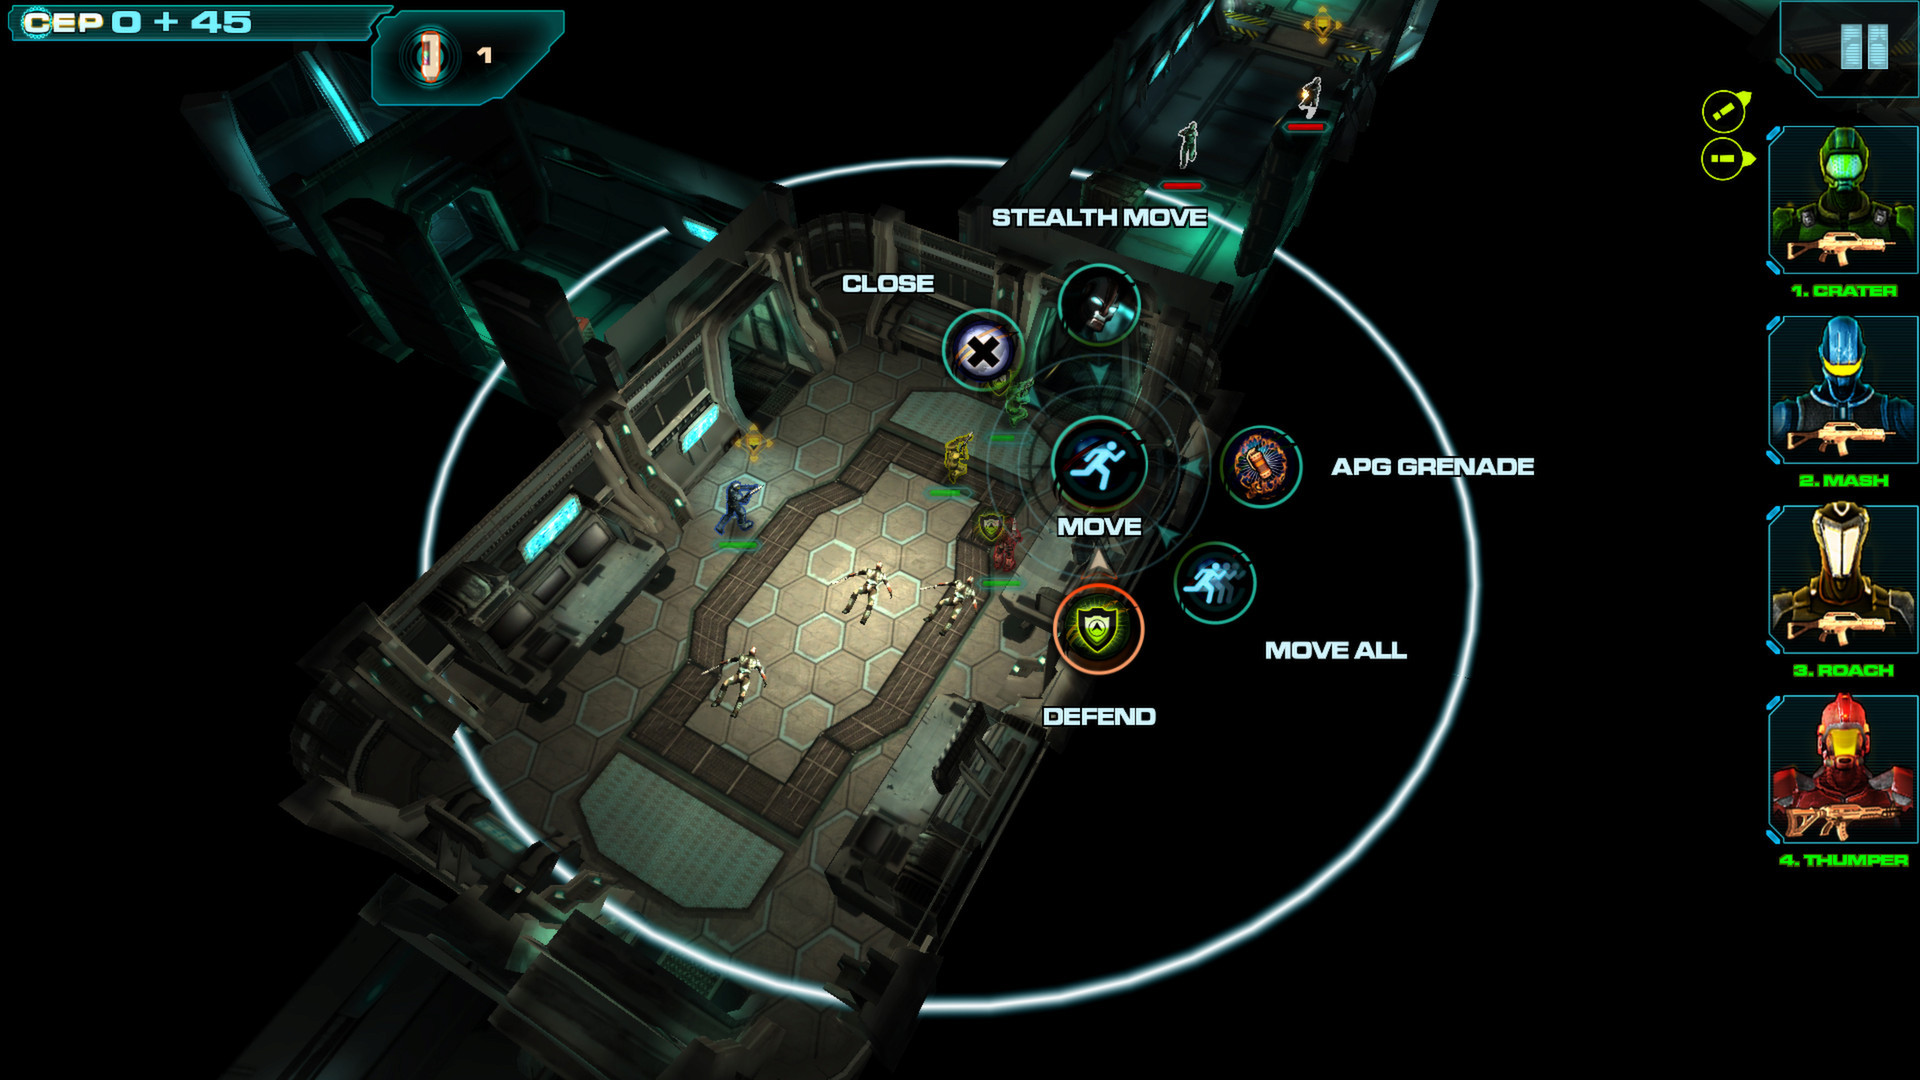 CEP 0 + 45
1
STEALTH MOVE
CLOSE
APG GRENADE
MOVE
MOVE ALL
DEFEND
1. CRATER
2. MASH
3. ROACH
4. THUMPER